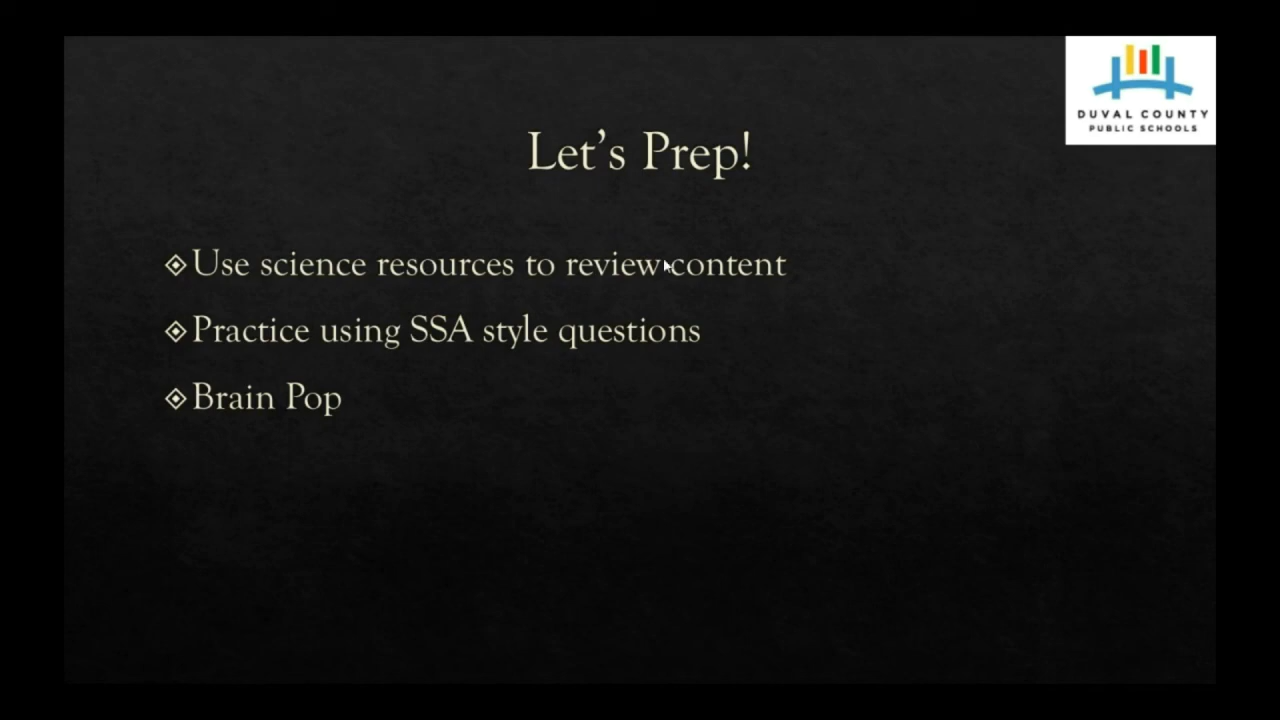 DUVAL COUNTY
PUBLIC SCHOOLS
Let's Prep!
Use science resources to review content
Practice using SSA style questions
Brain Pop